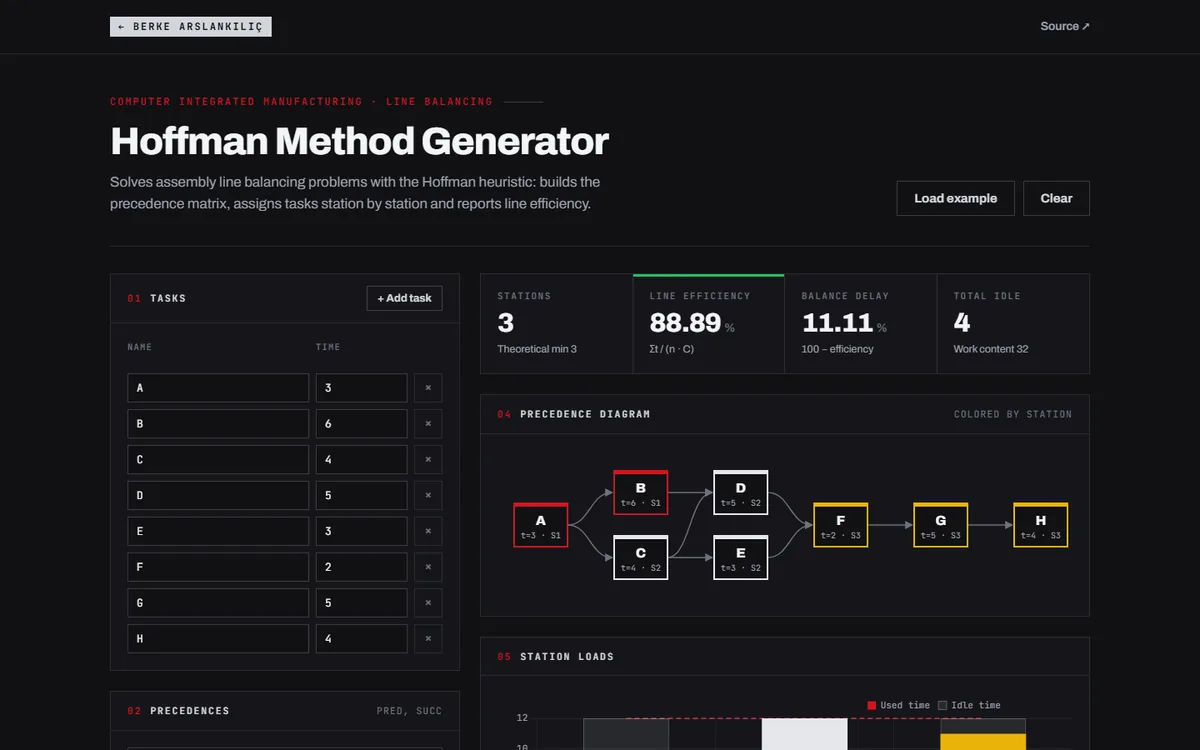 ← BERKE ARSLANKILIÇ
Source ↗
COMPUTER INTEGRATED MANUFACTURING · LINE BALANCING
Hoffman Method Generator
Solves assembly line balancing problems with the Hoffman heuristic: builds the
precedence matrix, assigns tasks station by station and reports line efficiency.
Load example
Clear
01 TASKS
+ Add task
NAME TIME
A 3 ×
B 6 ×
C 4 ×
D 5 ×
E 3 ×
F 2 ×
G 5 ×
H 4 ×
02 PRECEDENCES
PRED, SUCC
STATIONS
3
Theoretical min 3
LINE EFFICIENCY
88.89 %
Σt / (n · C)
BALANCE DELAY
11.11 %
100 − efficiency
TOTAL IDLE
4
Work content 32
04 PRECEDENCE DIAGRAM
COLORED BY STATION
A
t=3 · S1
B
t=6 · S1
C
t=4 · S2
D
t=5 · S2
E
t=3 · S2
F
t=2 · S3
G
t=5 · S3
H
t=4 · S3
05 STATION LOADS
Used time
Idle time
12
10